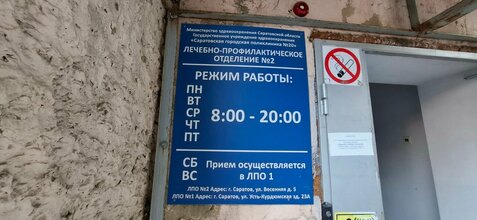 Министерство здравоохранения Саратовской области
Государственное учреждение здравоохранения
«Саратовская городская поликлиника №20»
ЛЕЧЕБНО-ПРОФИЛАКТИЧЕСКОЕ
ОТДЕЛЕНИЕ №2
РЕЖИМ РАБОТЫ:
ПН
ВТ
СР 8:00 - 20:00
ЧТ
ПТ
СБ Прием осуществляется
ВС в ЛПО 1
ЛПО №2 Адрес: г. Саратов, ул. Весенняя д. 5
ЛПО №1 Адрес: г. Саратов, ул. Усть-Курдюмская зд. 23А